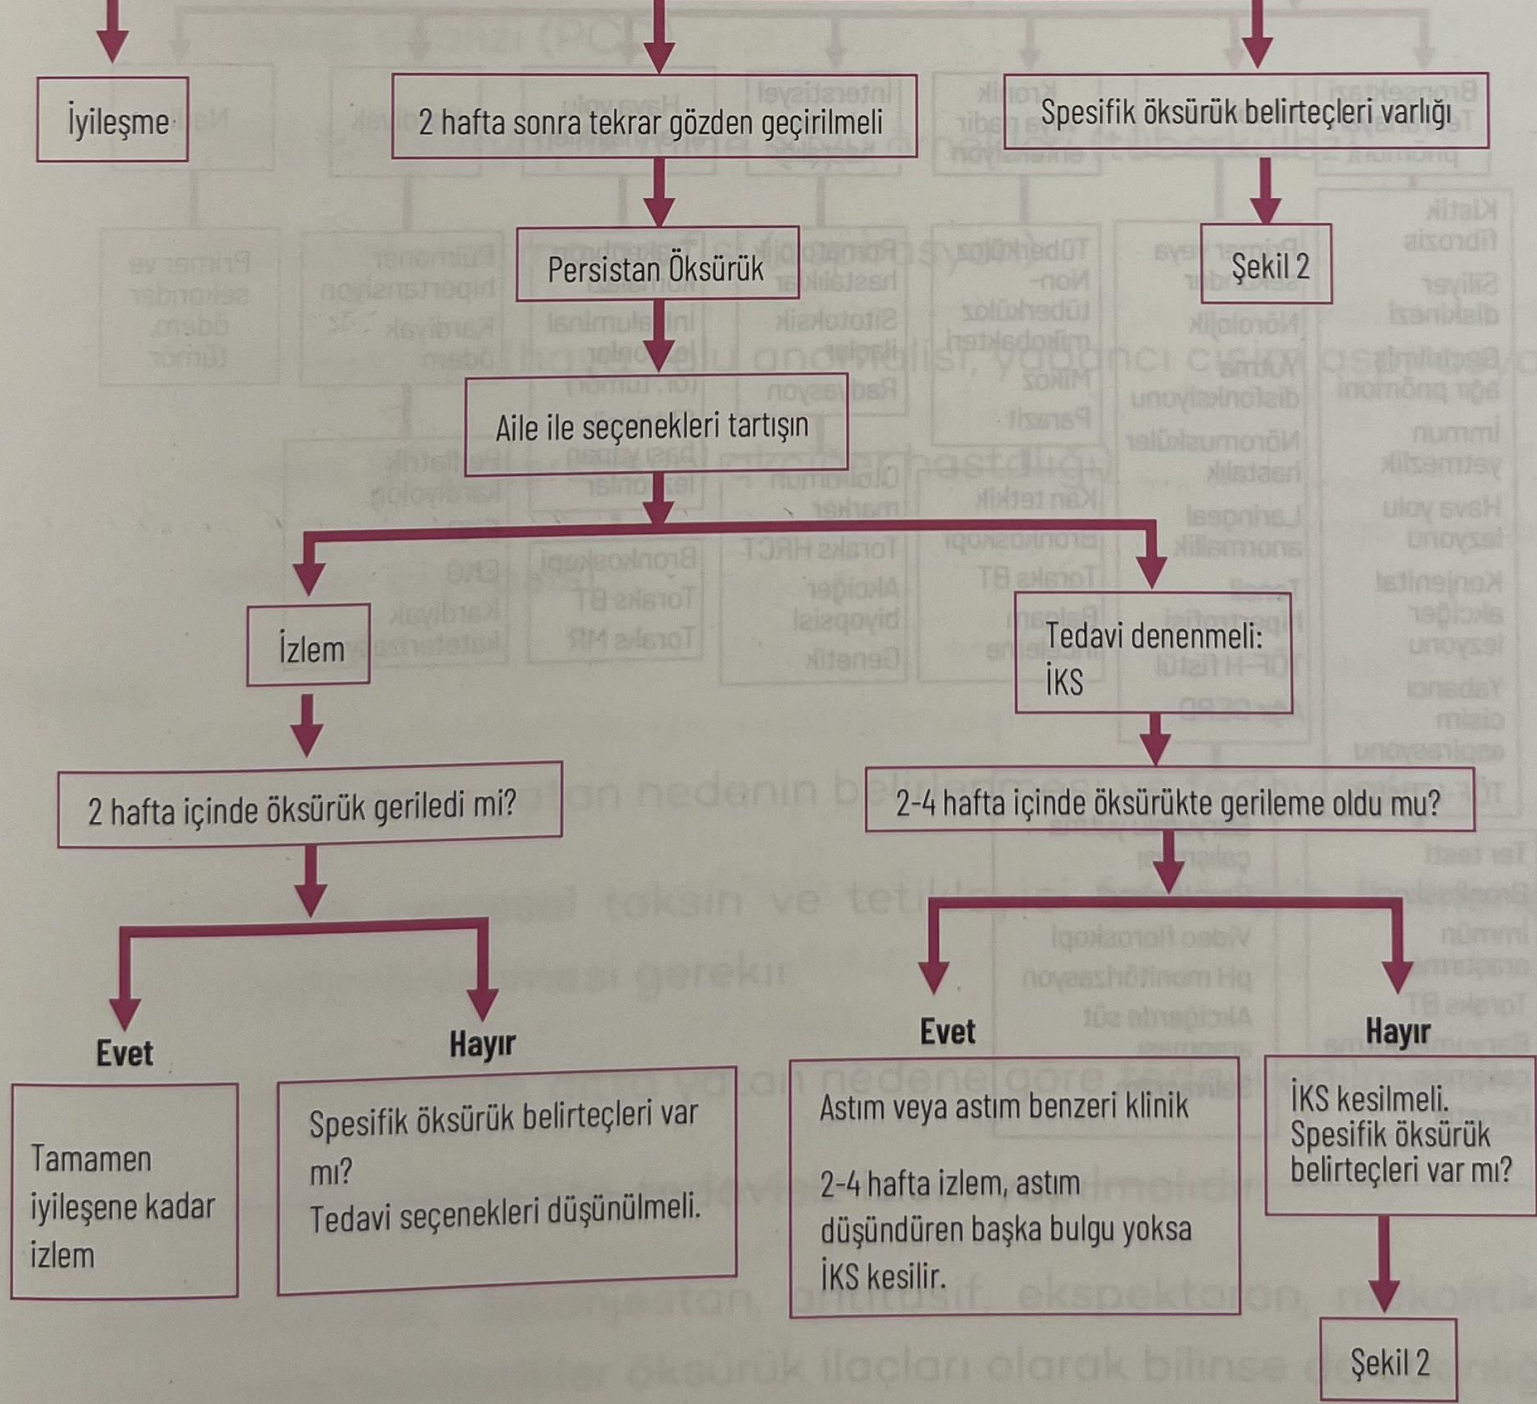 İyileşme
2 hafta sonra tekrar gözden geçirilmeli
Spesifik öksürük belirteçleri varlığı
Persistan Öksürük
Şekil 2
Aile ile seçenekleri tartışın
İzlem
Tedavi denenmeli:
İKS
2 hafta içinde öksürük geriledi mi?
2-4 hafta içinde öksürükte gerileme oldu mu?
Evet
Hayır
Evet
Hayır
Tamamen
iyileşene kadar
izlem
Spesifik öksürük belirteçleri var
mı?
Tedavi seçenekleri düşünülmeli.
Astım veya astım benzeri klinik
2-4 hafta izlem, astım
düşündüren başka bulgu yoksa
İKS kesilir.
İKS kesilmeli.
Spesifik öksürük
belirteçleri var mı?
Şekil 2